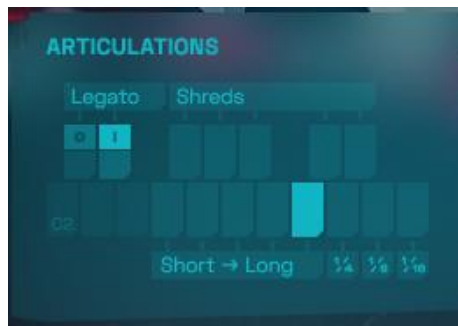 ARTICULATIONS
Legato Shreds
0 1
C2
Short → Long 1/4 1/8 1/16